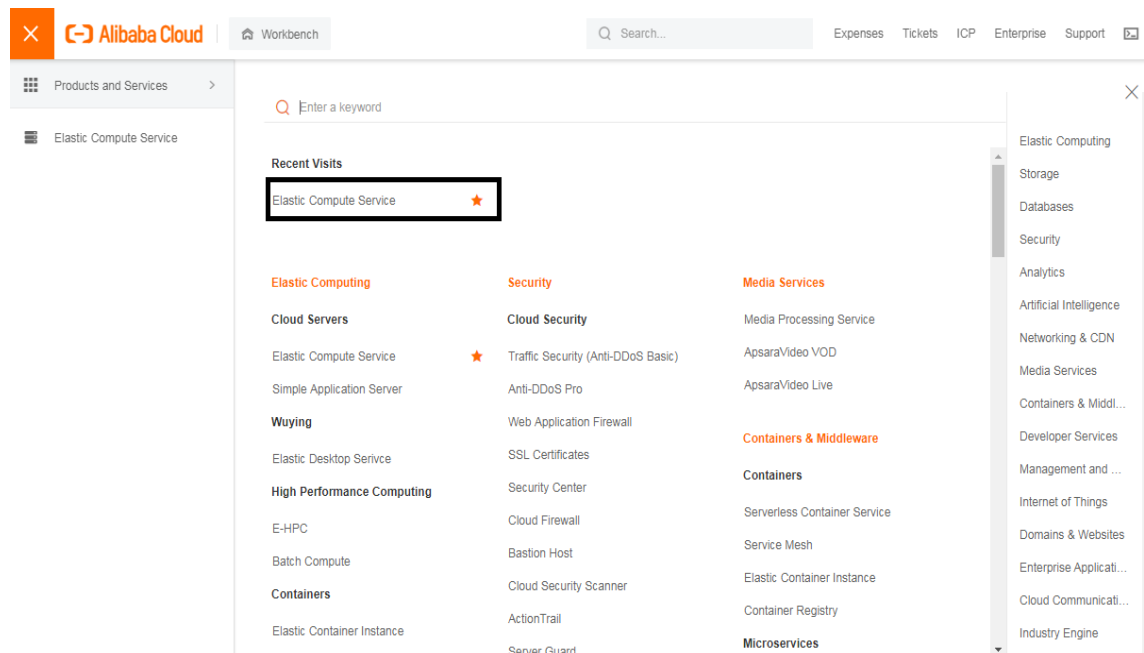 Alibaba Cloud
Workbench
Search...
Expenses
Tickets
ICP
Enterprise
Support
Products and Services
Elastic Compute Service
Enter a keyword
Recent Visits
Elastic Compute Service
Elastic Computing
Cloud Servers
Elastic Compute Service
Simple Application Server
Wuying
Elastic Desktop Serivce
High Performance Computing
E-HPC
Batch Compute
Containers
Elastic Container Instance
Security
Cloud Security
Traffic Security (Anti-DDoS Basic)
Anti-DDoS Pro
Web Application Firewall
SSL Certificates
Security Center
Cloud Firewall
Bastion Host
Cloud Security Scanner
ActionTrail
Server Guard
Media Services
Media Processing Service
ApsaraVideo VOD
ApsaraVideo Live
Containers & Middleware
Containers
Serverless Container Service
Service Mesh
Elastic Container Instance
Container Registry
Microservices
Elastic Computing
Storage
Databases
Security
Analytics
Artificial Intelligence
Networking & CDN
Media Services
Containers & Middl...
Developer Services
Management and ...
Internet of Things
Domains & Websites
Enterprise Applicati...
Cloud Communicati...
Industry Engine